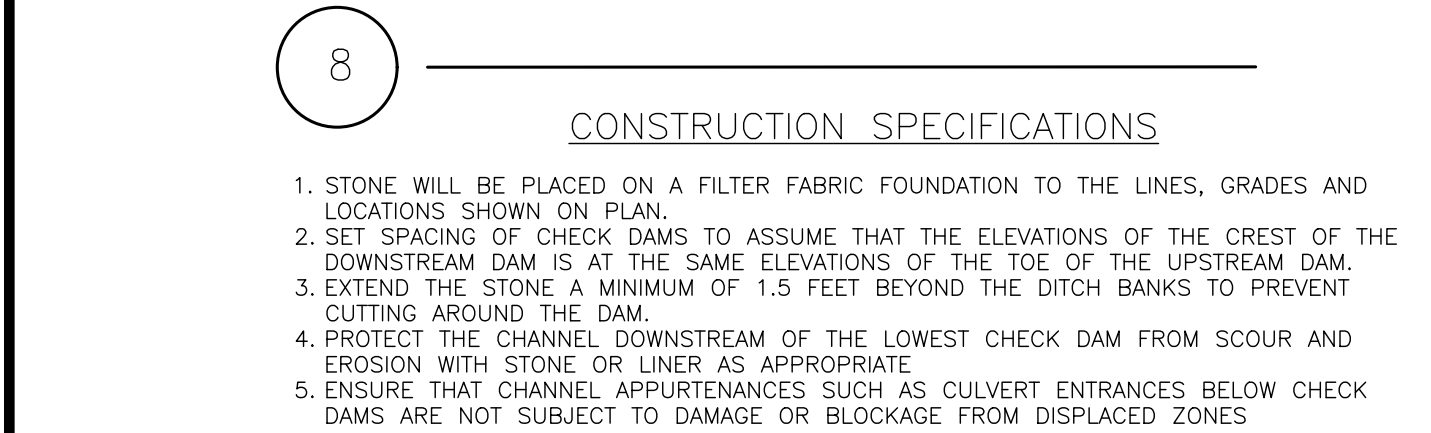 8
CONSTRUCTION SPECIFICATIONS
1. STONE WILL BE PLACED ON A FILTER FABRIC FOUNDATION TO THE LINES, GRADES AND
LOCATIONS SHOWN ON PLAN.
2. SET SPACING OF CHECK DAMS TO ASSUME THAT THE ELEVATIONS OF THE CREST OF THE
DOWNSTREAM DAM IS AT THE SAME ELEVATIONS OF THE TOE OF THE UPSTREAM DAM.
3. EXTEND THE STONE A MINIMUM OF 1.5 FEET BEYOND THE DITCH BANKS TO PREVENT
CUTTING AROUND THE DAM.
4. PROTECT THE CHANNEL DOWNSTREAM OF THE LOWEST CHECK DAM FROM SCOUR AND
EROSION WITH STONE OR LINER AS APPROPRIATE
5. ENSURE THAT CHANNEL APPURTENANCES SUCH AS CULVERT ENTRANCES BELOW CHECK
DAMS ARE NOT SUBJECT TO DAMAGE OR BLOCKAGE FROM DISPLACED ZONES